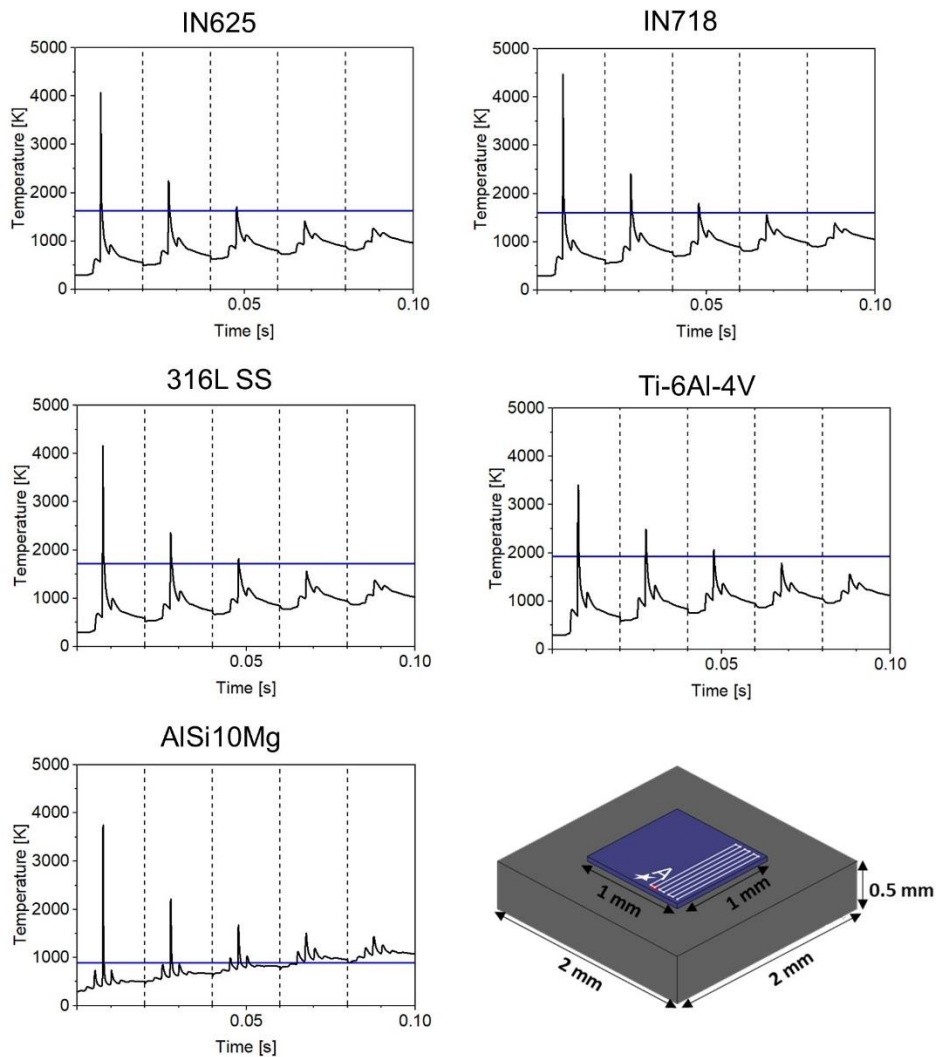 IN625
5000
4000
3000
2000
1000
0
Temperature [K]
0.05
0.10
Time [s]
IN718
5000
4000
3000
2000
1000
0
Temperature [K]
0.05
0.10
Time [s]
316L SS
5000
4000
3000
2000
1000
0
Temperature [K]
0.05
0.10
Time [s]
Ti-6Al-4V
5000
4000
3000
2000
1000
0
Temperature [K]
0.05
0.10
Time [s]
AlSi10Mg
5000
4000
3000
2000
1000
0
Temperature [K]
0.05
0.10
Time [s]
A
1 mm
1 mm
0.5 mm
2 mm
2 mm